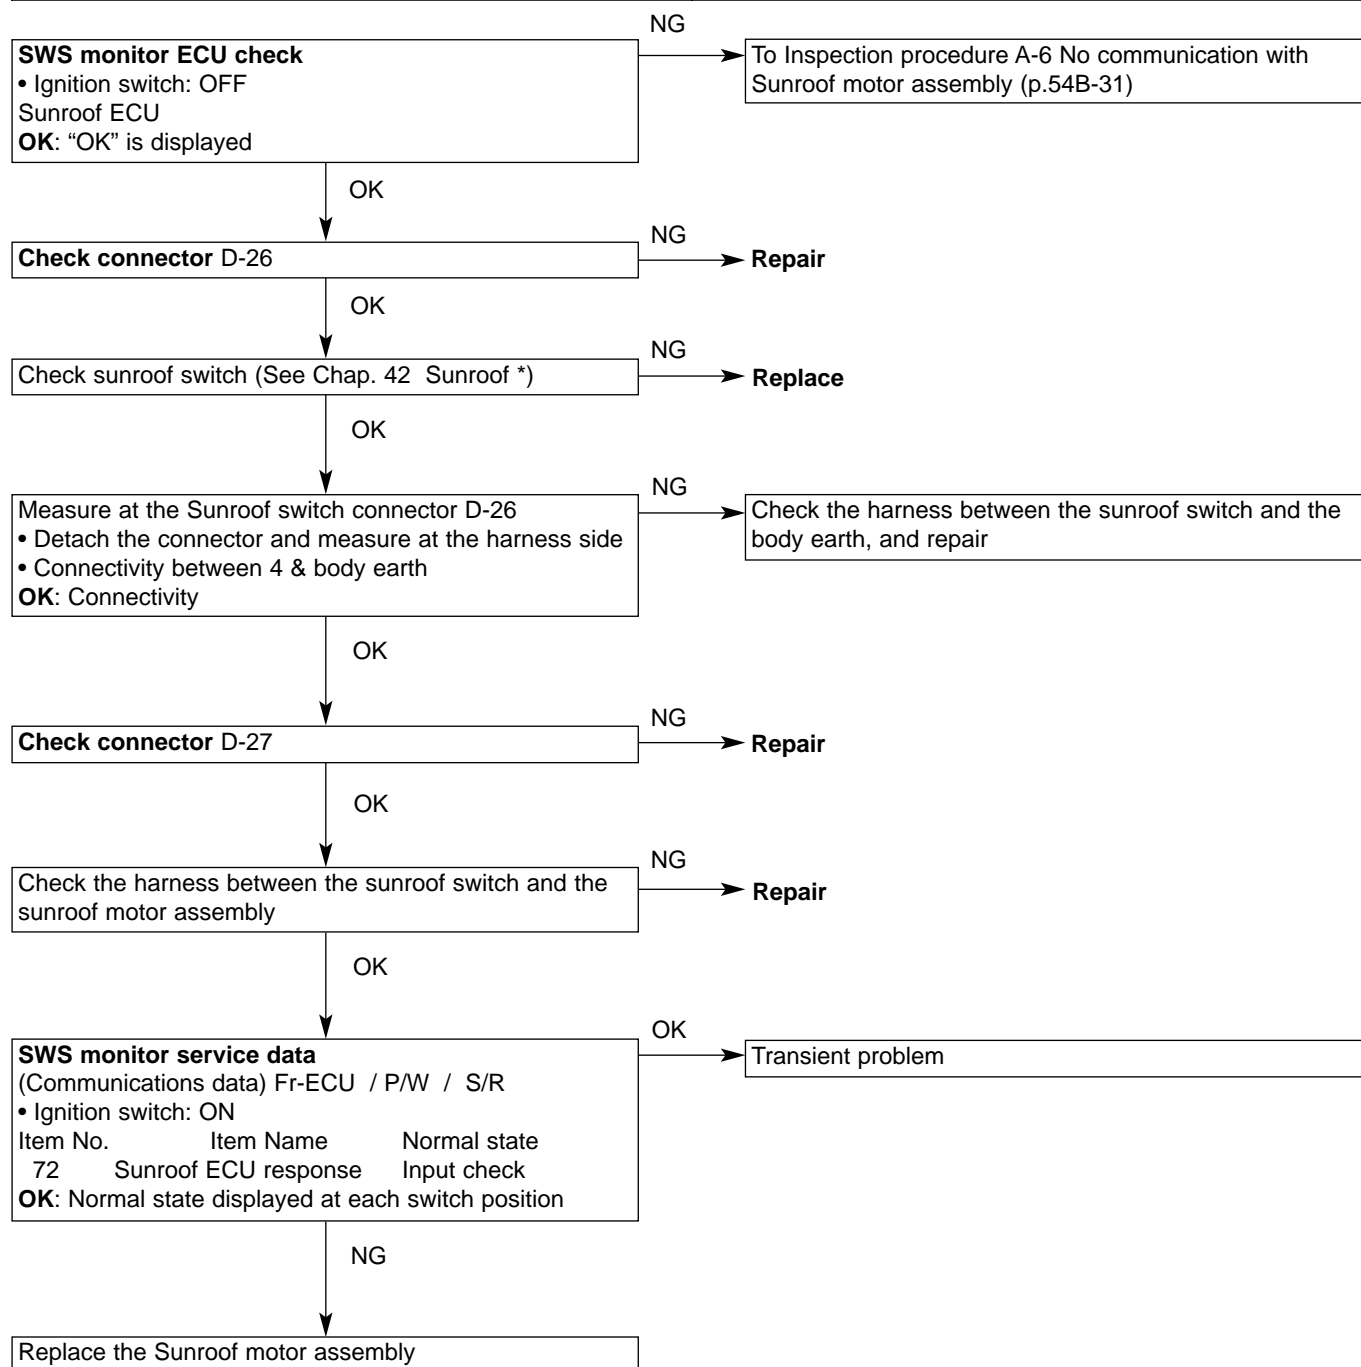 NG
SWS monitor ECU check
• Ignition switch: OFF
Sunroof ECU
OK: “OK” is displayed
To Inspection procedure A-6 No communication with
Sunroof motor assembly (p.54B-31)
OK
NG
Check connector D-26
Repair
OK
NG
Check sunroof switch (See Chap. 42 Sunroof *)
Replace
OK
NG
Measure at the Sunroof switch connector D-26
• Detach the connector and measure at the harness side
• Connectivity between 4 & body earth
OK: Connectivity
Check the harness between the sunroof switch and the
body earth, and repair
OK
NG
Check connector D-27
Repair
OK
NG
Check the harness between the sunroof switch and the
sunroof motor assembly
Repair
OK
OK
SWS monitor service data
(Communications data) Fr-ECU / P/W / S/R
• Ignition switch: ON
Item No. Item Name Normal state
72 Sunroof ECU response Input check
OK: Normal state displayed at each switch position
Transient problem
NG
Replace the Sunroof motor assembly